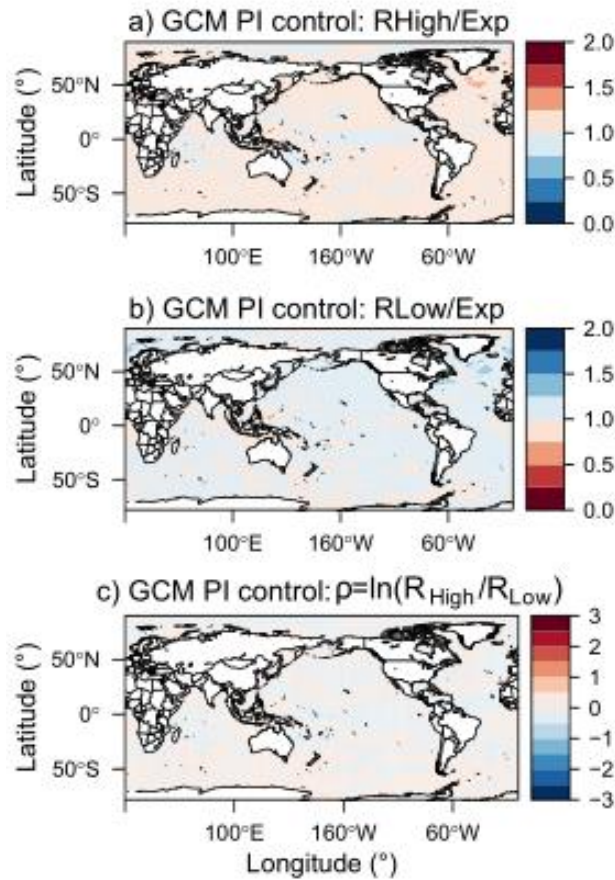 a) GCM PI control: RHigh/Exp
Latitude (°)
50°N
0°
50°S
100°E
160°W
60°W
2.0
1.5
1.0
0.5
0.0
b) GCM PI control: RLow/Exp
Latitude (°)
50°N
0°
50°S
100°E
160°W
60°W
2.0
1.5
1.0
0.5
0.0
c) GCM PI control: ρ=ln(R_High/R_Low)
Latitude (°)
50°N
0°
50°S
100°E
160°W
60°W
Longitude (°)
3
2
1
0
−1
−2
−3